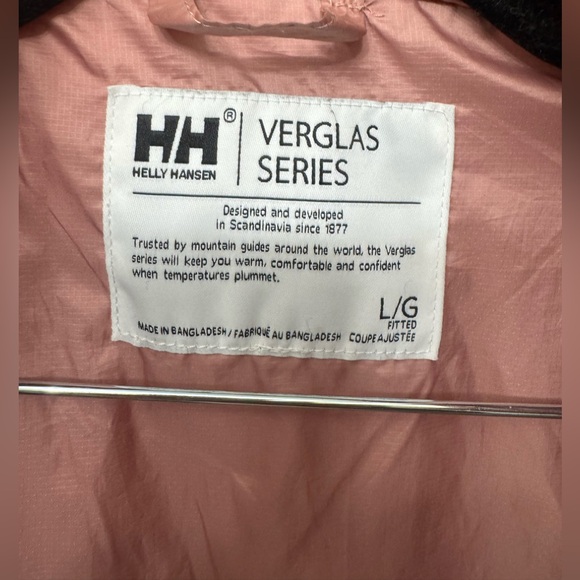 HH®
HELLY HANSEN
VERGLAS
SERIES
Designed and developed
in Scandinavia since 1877
Trusted by mountain guides around the world, the Verglas
series will keep you warm, comfortable and confident
when temperatures plummet.
L/G
FITTED
MADE IN BANGLADESH / FABRIQUÉ AU BANGLADESH COUPE AJUSTÉE